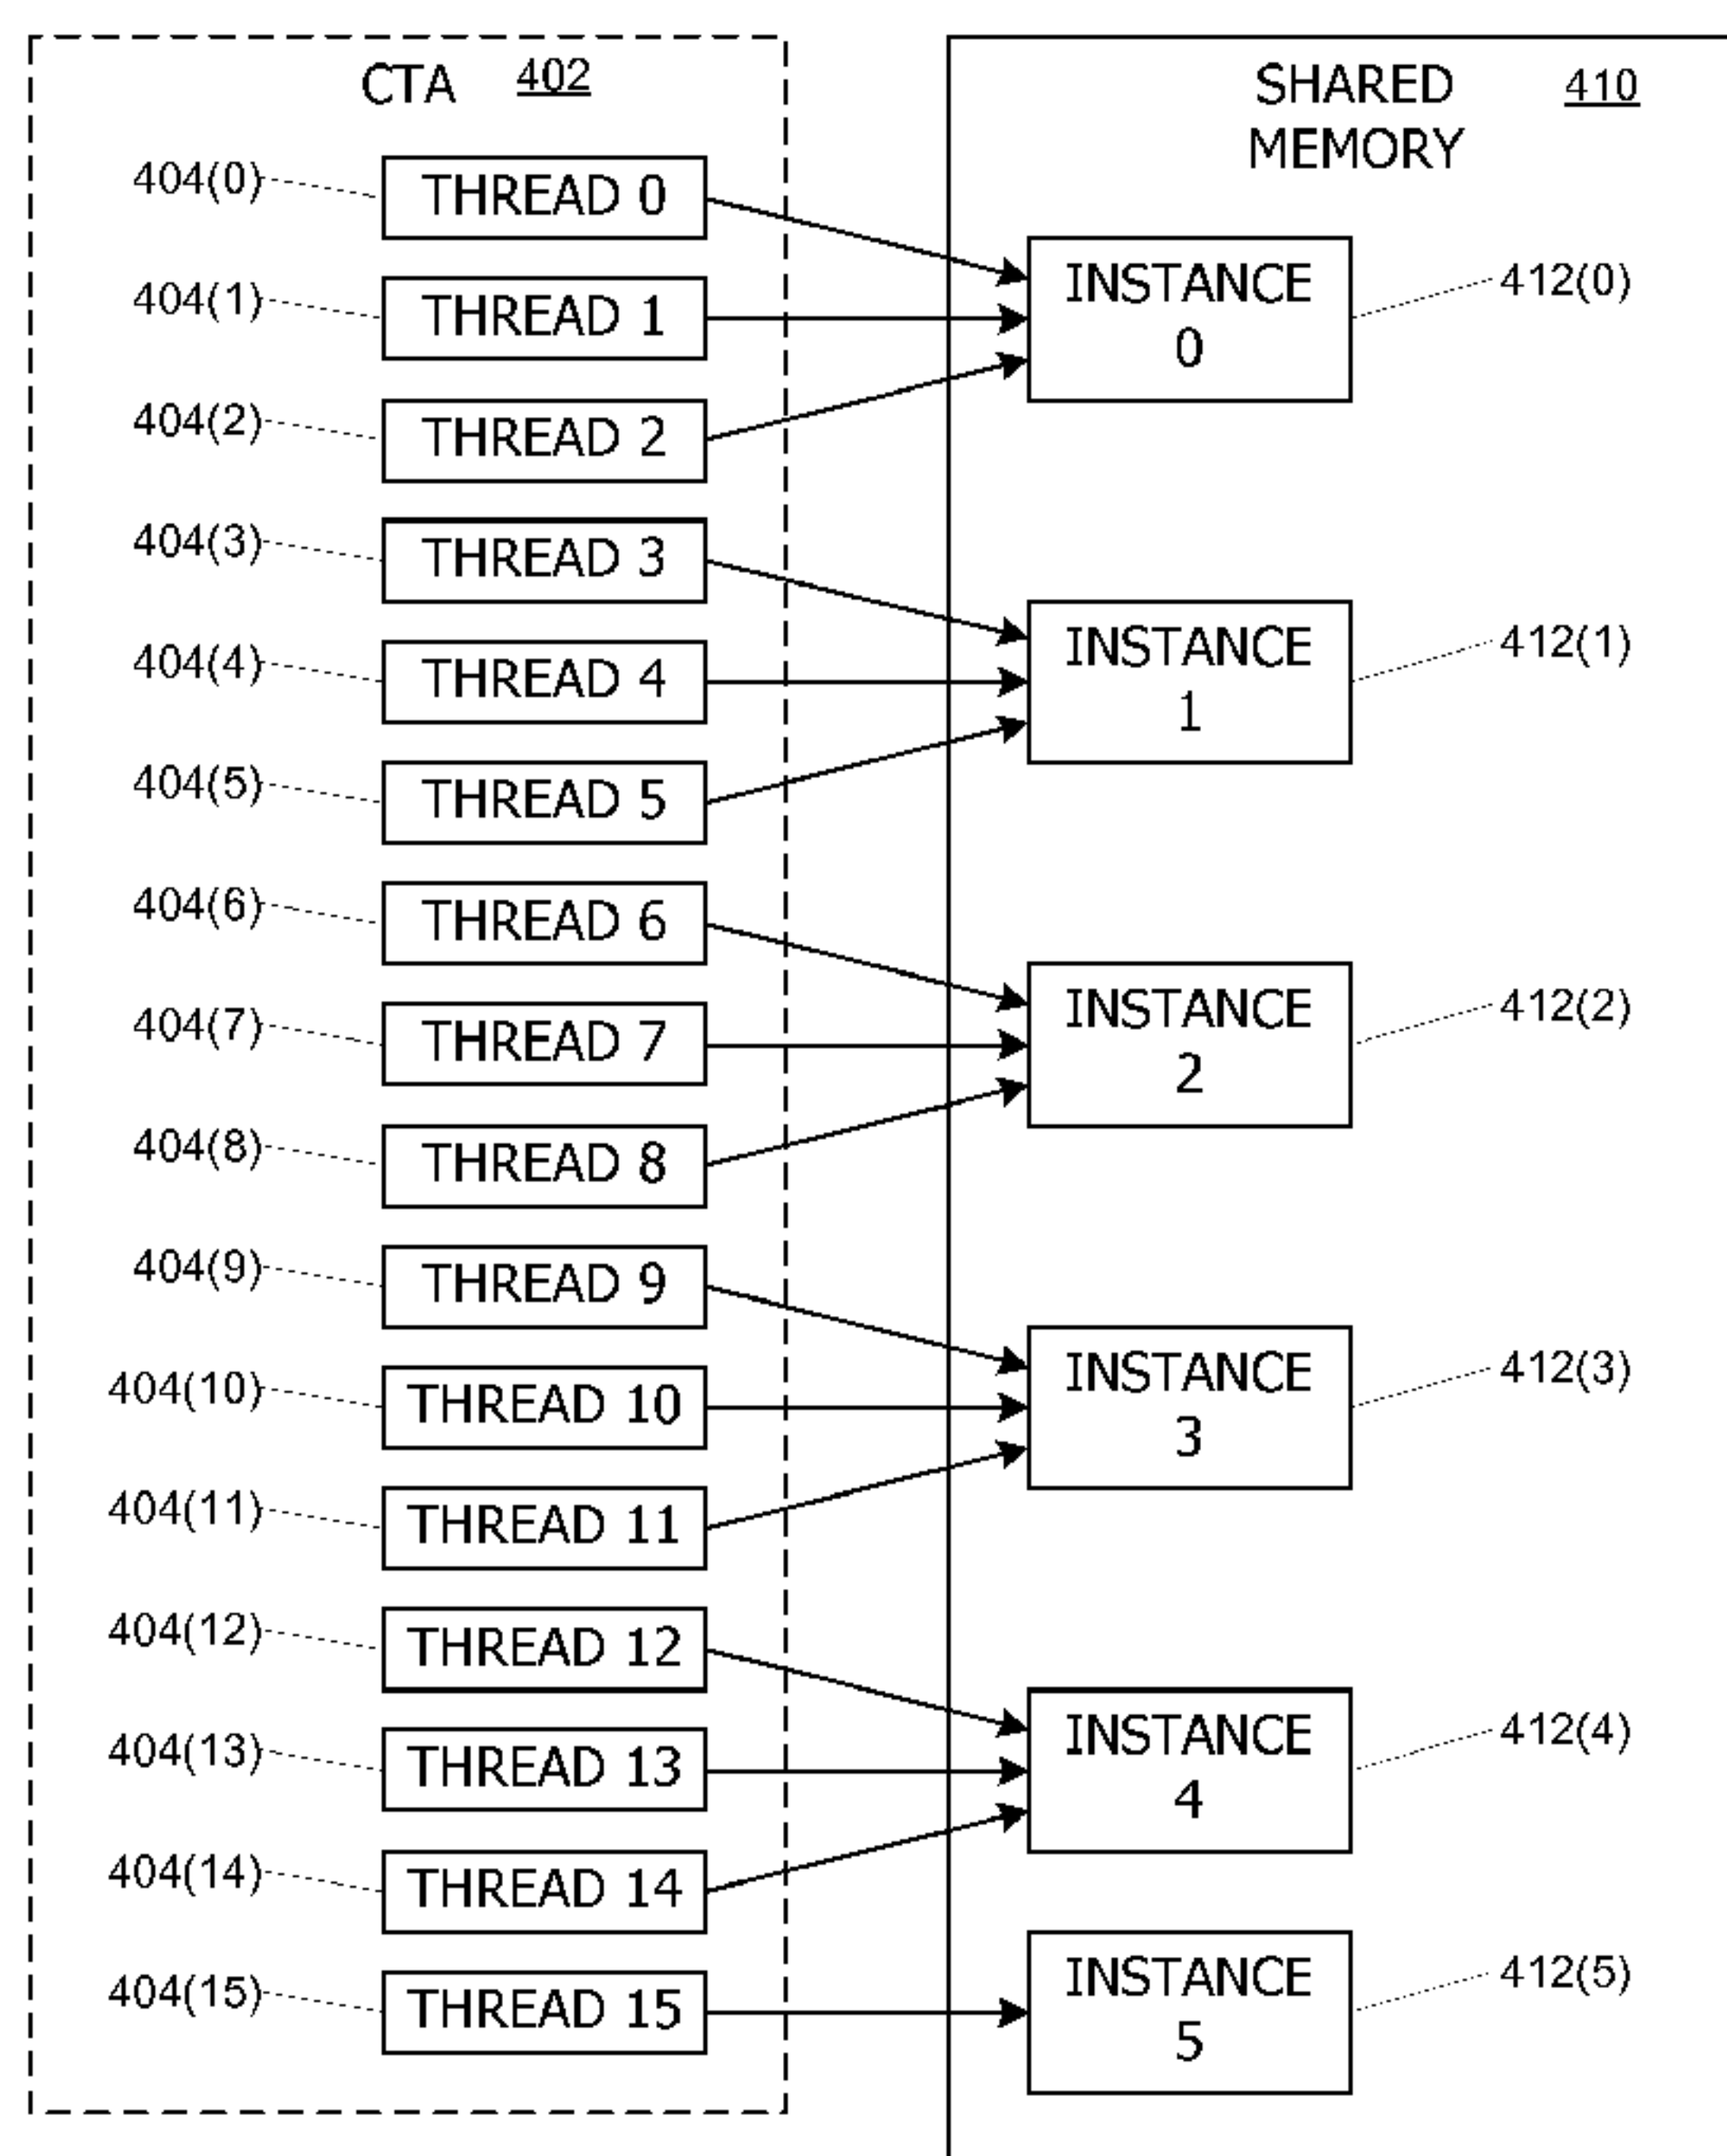 CTA 402
404(0) THREAD 0
404(1) THREAD 1
404(2) THREAD 2
404(3) THREAD 3
404(4) THREAD 4
404(5) THREAD 5
404(6) THREAD 6
404(7) THREAD 7
404(8) THREAD 8
404(9) THREAD 9
404(10) THREAD 10
404(11) THREAD 11
404(12) THREAD 12
404(13) THREAD 13
404(14) THREAD 14
404(15) THREAD 15
SHARED 410
MEMORY
INSTANCE 412(0)
0
INSTANCE 412(1)
1
INSTANCE 412(2)
2
INSTANCE 412(3)
3
INSTANCE 412(4)
4
INSTANCE 412(5)
5